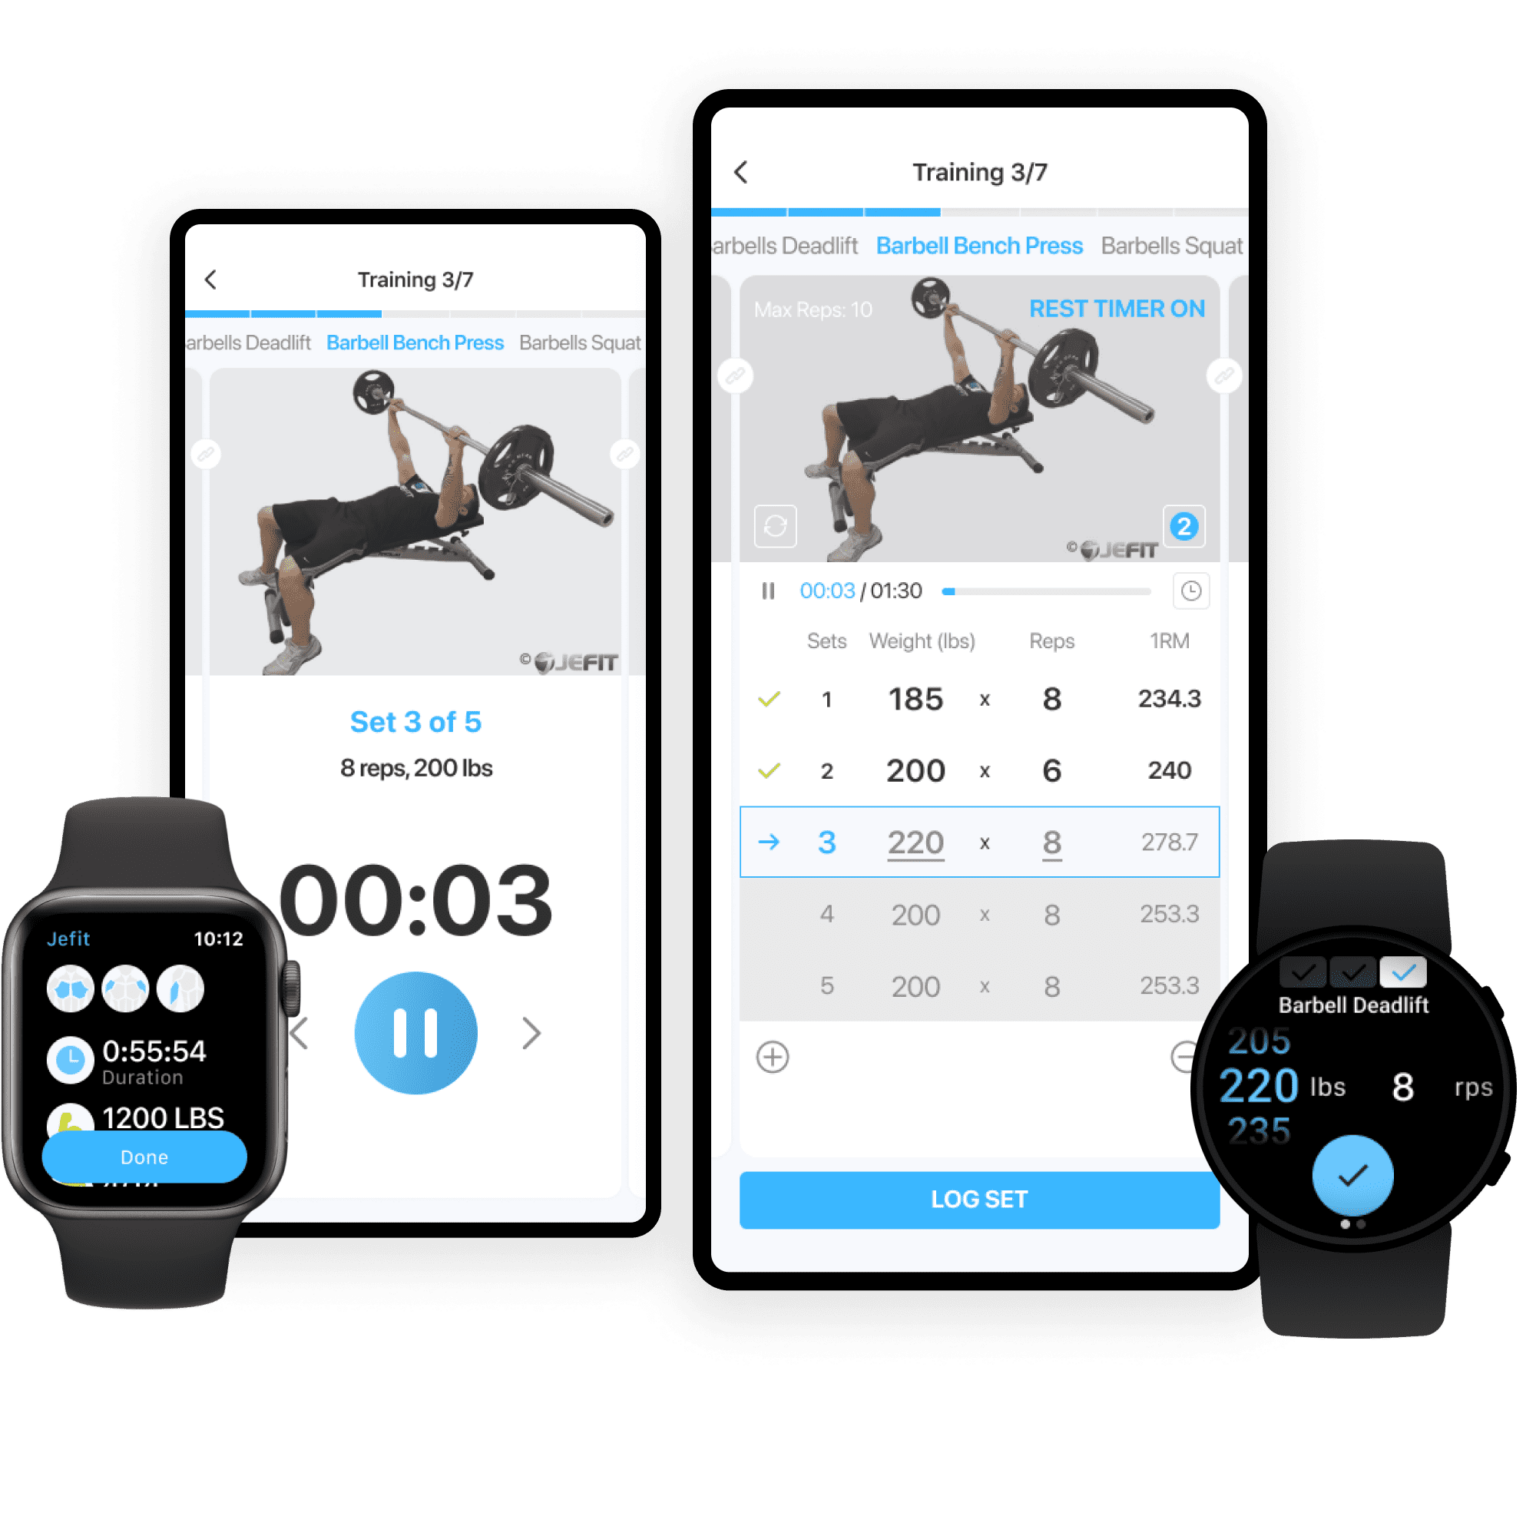 Training 3/7
arbells Deadlift Barbell Bench Press Barbells Squat
© JEFIT
Set 3 of 5
8 reps, 200 lbs
00:03
Training 3/7
arbells Deadlift Barbell Bench Press Barbells Squat
Max Reps: 10 REST TIMER ON
2
© JEFIT
00:03 / 01:30
Sets Weight (lbs) Reps 1RM
1 185 x 8 234.3
2 200 x 6 240
3 220 x 8 278.7
4 200 x 8 253.3
5 200 x 8 253.3
LOG SET
Jefit 10:12
0:55:54
Duration
1200 LBS
Done
Barbell Deadlift
205
220 lbs 8 rps
235